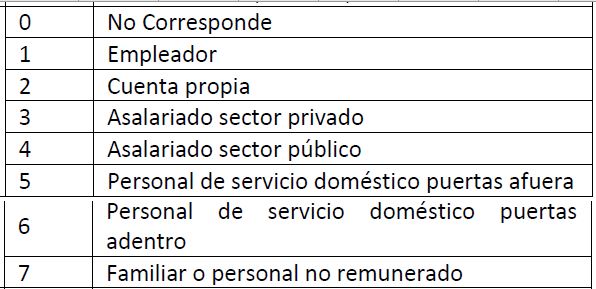 0 No Corresponde
1 Empleador
2 Cuenta propia
3 Asalariado sector privado
4 Asalariado sector público
5 Personal de servicio doméstico puertas afuera
6 Personal de servicio doméstico puertas
adentro
7 Familiar o personal no remunerado